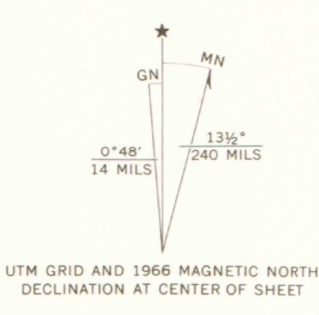 MN
GN
0°48'
14 MILS
13½°
240 MILS
UTM GRID AND 1966 MAGNETIC NORTH
DECLINATION AT CENTER OF SHEET